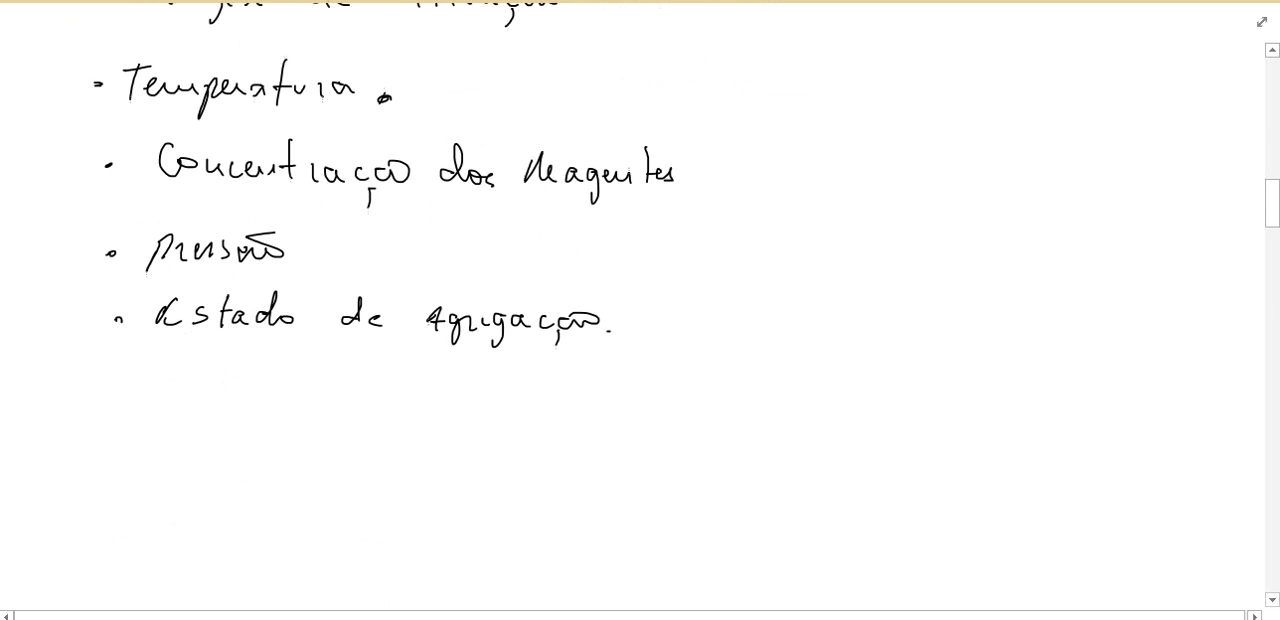 • Temperatura.
• Concentração dos reagentes
• pressão
• Estado de Agregação.